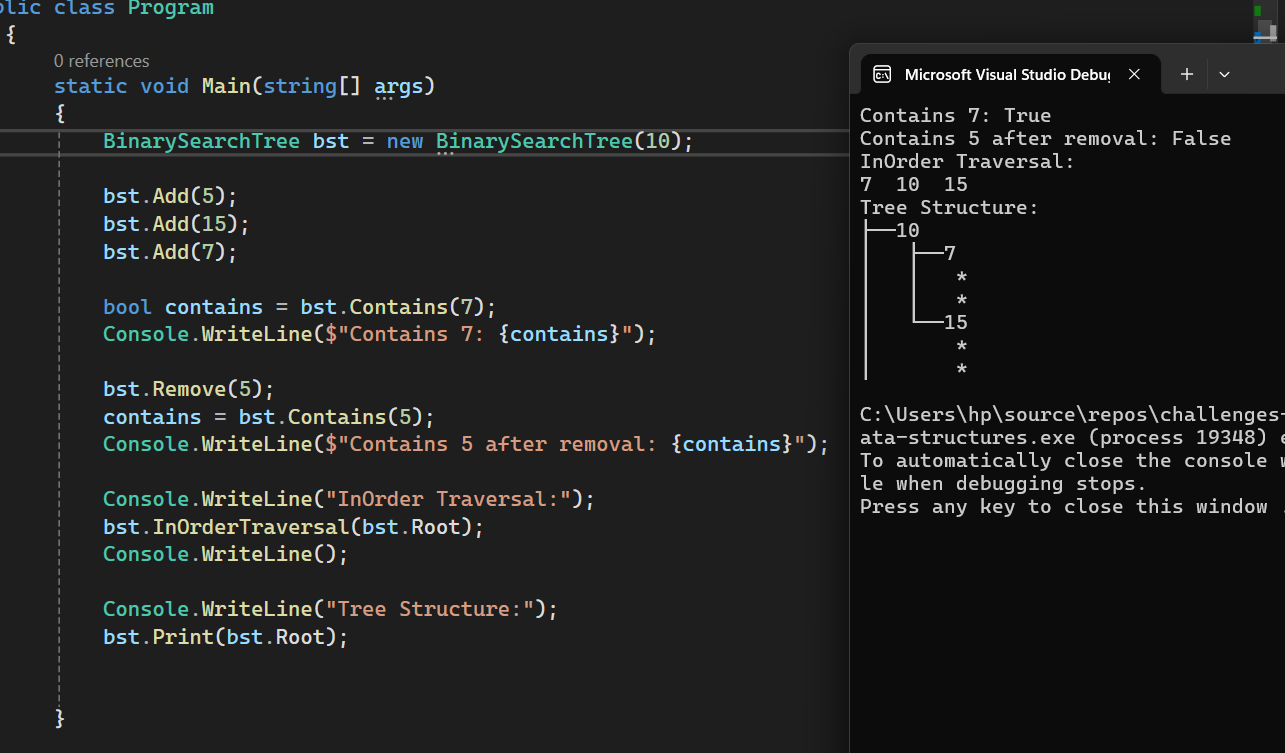 plic class Program
{
0 references
static void Main(string[] args)
{
BinarySearchTree bst = new BinarySearchTree(10);
bst.Add(5);
bst.Add(15);
bst.Add(7);
bool contains = bst.Contains(7);
Console.WriteLine($"Contains 7: {contains}");
bst.Remove(5);
contains = bst.Contains(5);
Console.WriteLine($"Contains 5 after removal: {contains}");
Console.WriteLine("InOrder Traversal:");
bst.InOrderTraversal(bst.Root);
Console.WriteLine();
Console.WriteLine("Tree Structure:");
bst.Print(bst.Root);
}
Microsoft Visual Studio Debug
Contains 7: True
Contains 5 after removal: False
InOrder Traversal:
7  10  15
Tree Structure:
├──10
│   ├──7
│   │   *
│   │   *
│   └──15
│       *
│       *
C:\Users\hp\source\repos\challenges-
ata-structures.exe (process 19348) e
To automatically close the console w
le when debugging stops.
Press any key to close this window .